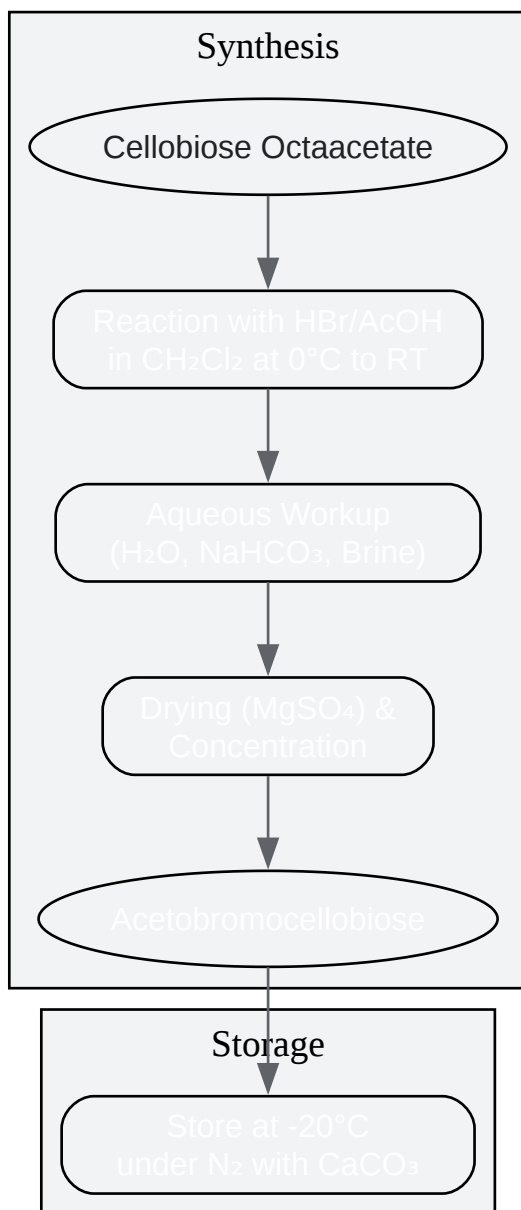 Synthesis
Cellobiose Octaacetate
Reaction with HBr/AcOH
in CH₂Cl₂ at 0°C to RT
Aqueous Workup
(H₂O, NaHCO₃, Brine)
Drying (MgSO₄) &
Concentration
Acetobromocellobiose
Storage
Store at -20°C
under N₂ with CaCO₃